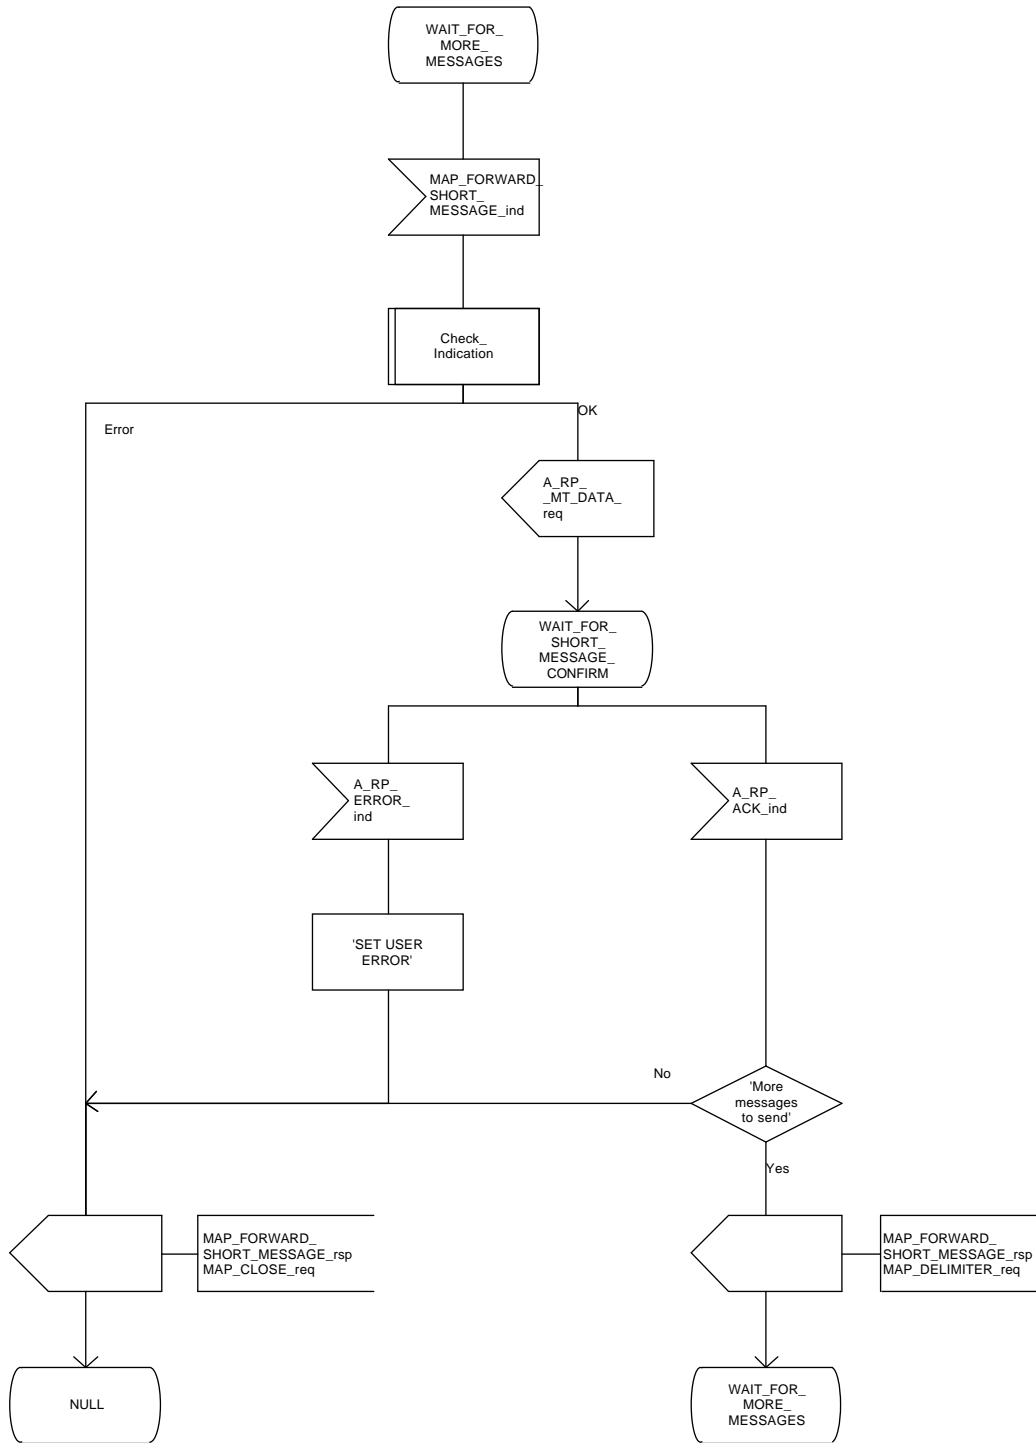 WAIT_FOR_
MORE_
MESSAGES
MAP_FORWARD_
SHORT_
MESSAGE_ind
Check_
Indication
OK
Error
A_RP_
_MT_DATA_
req
WAIT_FOR_
SHORT_
MESSAGE_
CONFIRM
A_RP_
ERROR_
ind
A_RP_
ACK_ind
'SET USER
ERROR'
No
'More
messages
to send'
Yes
MAP_FORWARD_
SHORT_MESSAGE_rsp
MAP_CLOSE_req
MAP_FORWARD_
SHORT_MESSAGE_rsp
MAP_DELIMITER_req
NULL
WAIT_FOR_
MORE_
MESSAGES